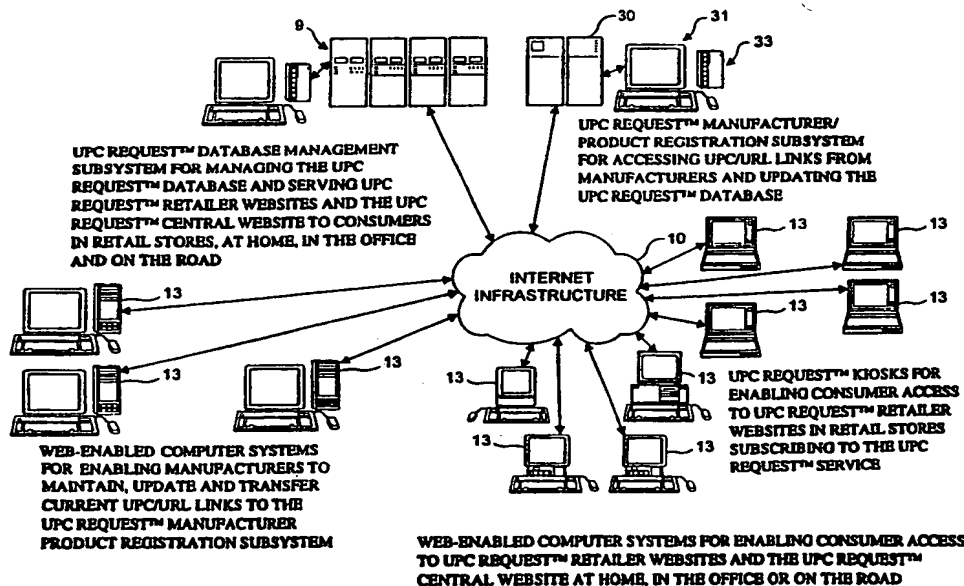 9
30
31
33
UPC REQUEST™ DATABASE MANAGEMENT
SUBSYSTEM FOR MANAGING THE UPC
REQUEST™ DATABASE AND SERVING UPC
REQUEST™ RETAILER WEBSITES AND THE UPC
REQUEST™ CENTRAL WEBSITE TO CONSUMERS
IN RETAIL STORES, AT HOME, IN THE OFFICE
AND ON THE ROAD
UPC REQUEST™ MANUFACTURER/
PRODUCT REGISTRATION SUBSYSTEM
FOR ACCESSING UPC/URL LINKS FROM
MANUFACTURERS AND UPDATING THE
UPC REQUEST™ DATABASE
10
INTERNET
INFRASTRUCTURE
13
13
13
13
13
13
13
WEB-ENABLED COMPUTER SYSTEMS
FOR ENABLING MANUFACTURERS TO
MAINTAIN, UPDATE AND TRANSFER
CURRENT UPC/URL LINKS TO THE
UPC REQUEST™ MANUFACTURER
PRODUCT REGISTRATION SUBSYSTEM
13
13
13
13
UPC REQUEST™ KIOSKS FOR
ENABLING CONSUMER ACCESS
TO UPC REQUEST™ RETAILER
WEBSITES IN RETAIL STORES
SUBSCRIBING TO THE UPC
REQUEST™ SERVICE
WEB-ENABLED COMPUTER SYSTEMS FOR ENABLING CONSUMER ACCESS
TO UPC REQUEST™ RETAILER WEBSITES AND THE UPC REQUEST™
CENTRAL WEBSITE AT HOME, IN THE OFFICE OR ON THE ROAD